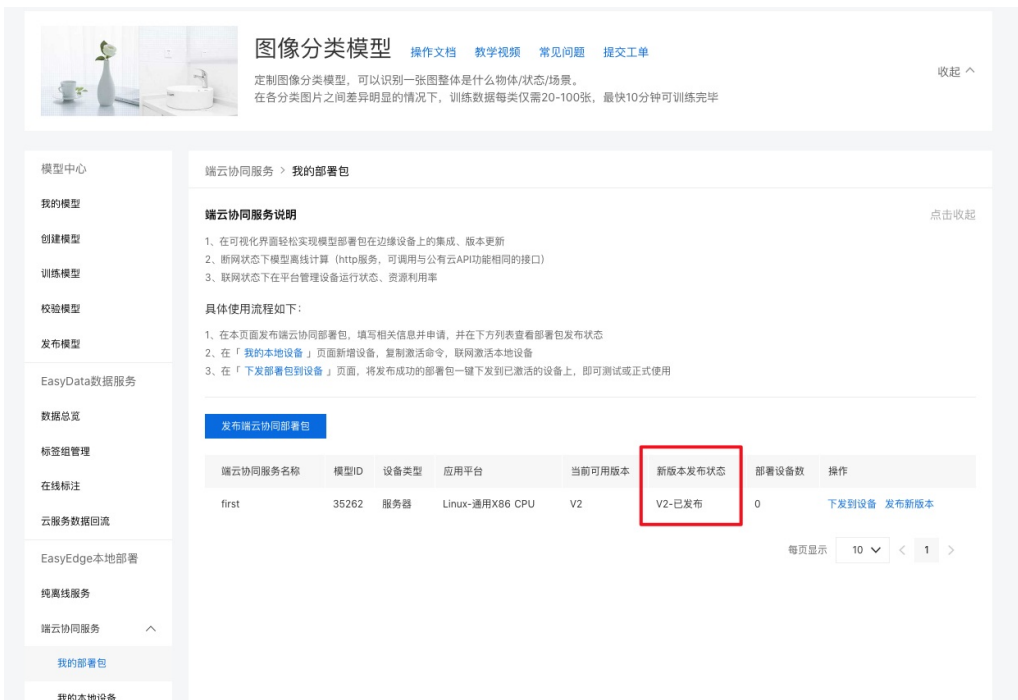 图像分类模型 操作文档 教学视频 常见问题 提交工单
定制图像分类模型，可以识别一张图整体是什么物体/状态/场景。
在各分类图片之间差异明显的情况下，训练数据每类仅需20-100张，最快10分钟可训练完毕
收起
模型中心
我的模型
创建模型
训练模型
校验模型
发布模型
EasyData数据服务
数据总览
标签组管理
在线标注
云服务数据回流
EasyEdge本地部署
纯离线服务
端云协同服务
我的部署包
我的本地设备
端云协同服务 > 我的部署包
端云协同服务说明 点击收起
1、在可视化界面轻松实现模型部署包在边缘设备上的集成、版本更新
2、断网状态下模型离线计算（http服务，可调用与公有云API功能相同的接口）
3、联网状态下在平台管理设备运行状态、资源利用率
具体使用流程如下：
1、在本页面发布端云协同部署包，填写相关信息并申请，并在下方列表查看部署包发布状态
2、在「 我的本地设备 」页面新增设备，复制激活命令，联网激活本地设备
3、在「 下发部署包到设备 」页面，将发布成功的部署包一键下发到已激活的设备上，即可测试或正式使用
发布端云协同部署包
端云协同服务名称 模型ID 设备类型 应用平台 当前可用版本 新版本发布状态 部署设备数 操作
first 35262 服务器 Linux-通用X86 CPU V2 V2-已发布 0 下发到设备 发布新版本
每页显示 10 < 1 >